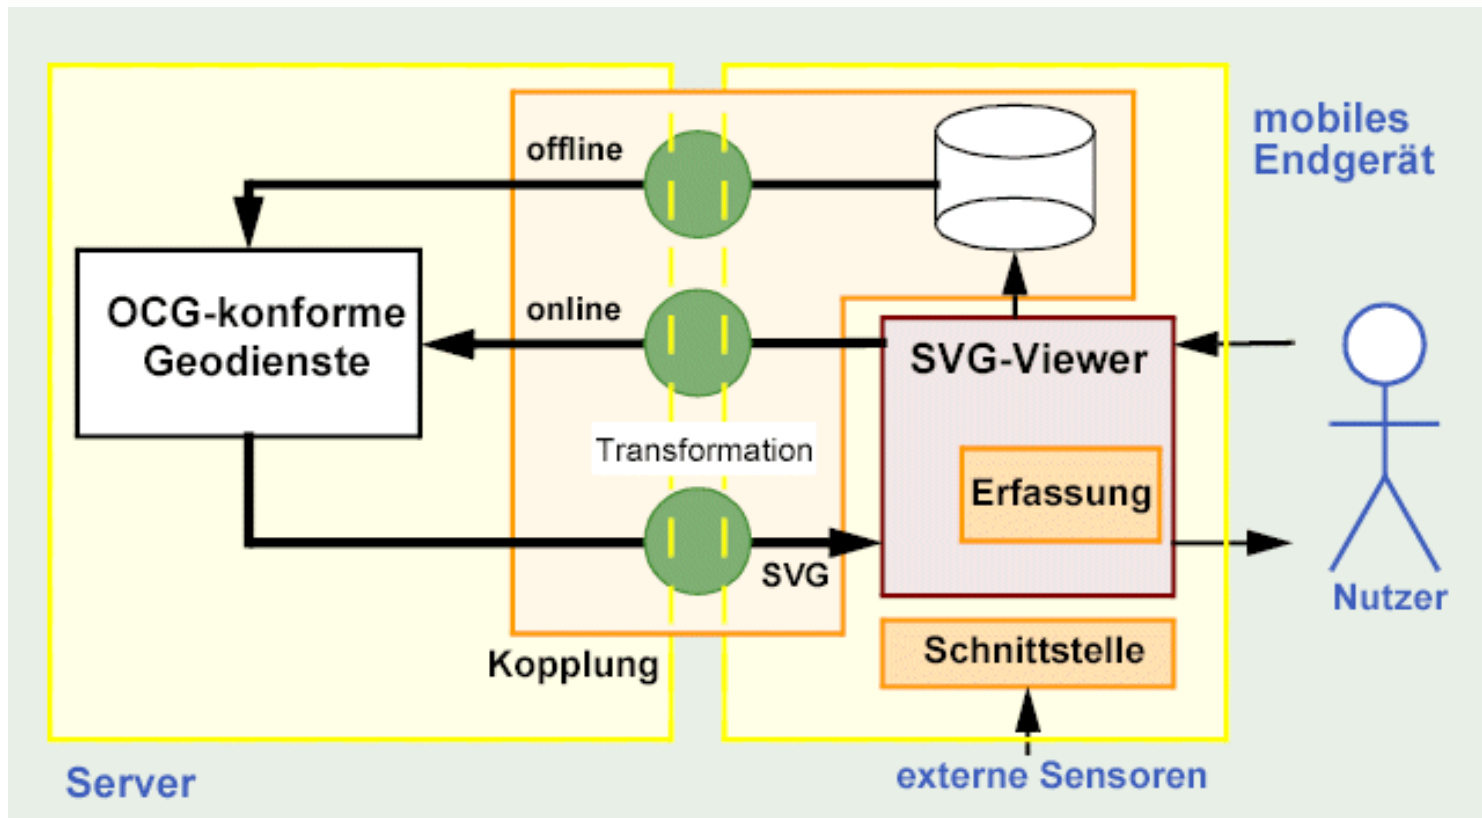 offline
mobiles
Endgerät
OCG-konforme
Geodienste
online
SVG-Viewer
Transformation
Erfassung
SVG
Nutzer
Kopplung
Schnittstelle
Server
externe Sensoren